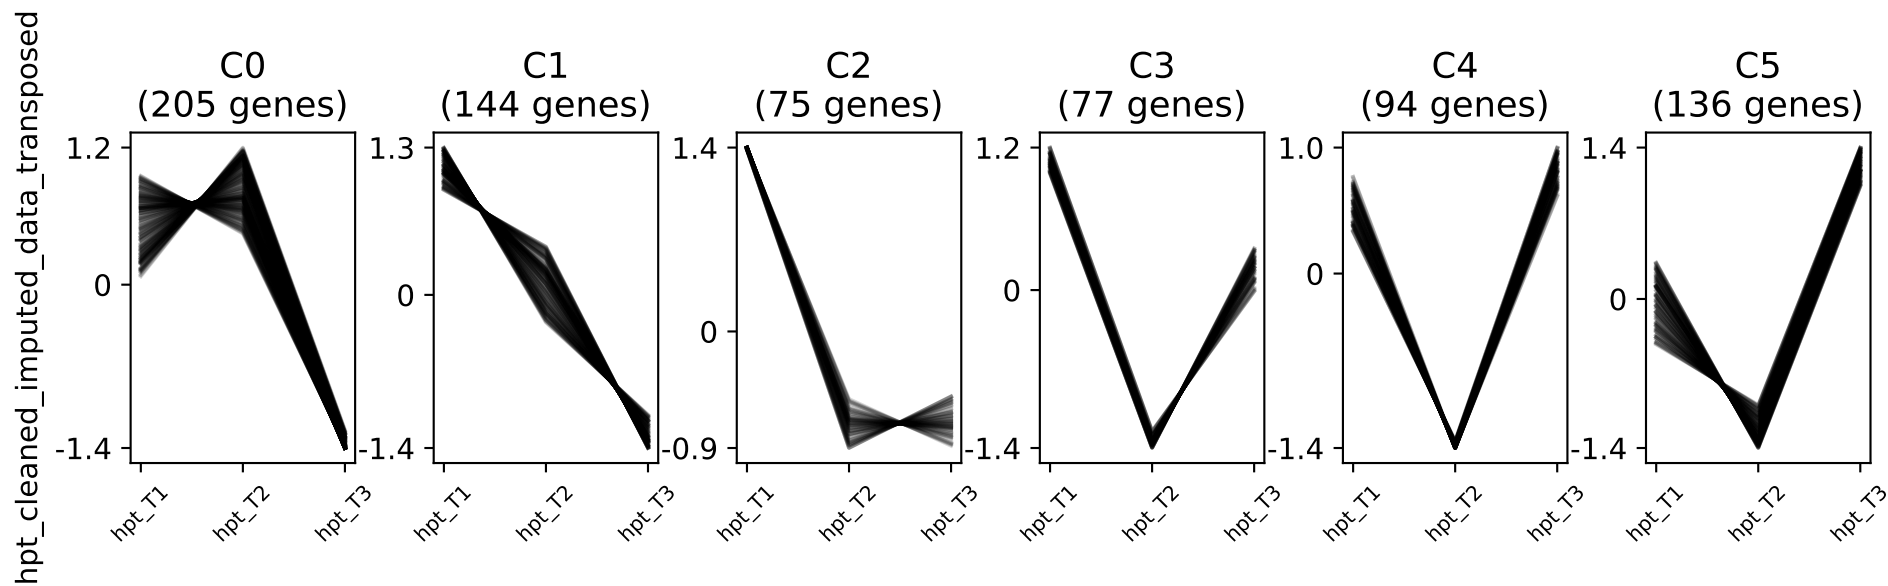 hpt_cleaned_imputed_data_transposed
C0
(205 genes)
1.2
0
-1.4
hpt_T1
hpt_T2
hpt_T3
C1
(144 genes)
1.3
0
-1.4
hpt_T1
hpt_T2
hpt_T3
C2
(75 genes)
1.4
0
-0.9
hpt_T1
hpt_T2
hpt_T3
C3
(77 genes)
1.2
0
-1.4
hpt_T1
hpt_T2
hpt_T3
C4
(94 genes)
1.0
0
-1.4
hpt_T1
hpt_T2
hpt_T3
C5
(136 genes)
1.4
0
-1.4
hpt_T1
hpt_T2
hpt_T3